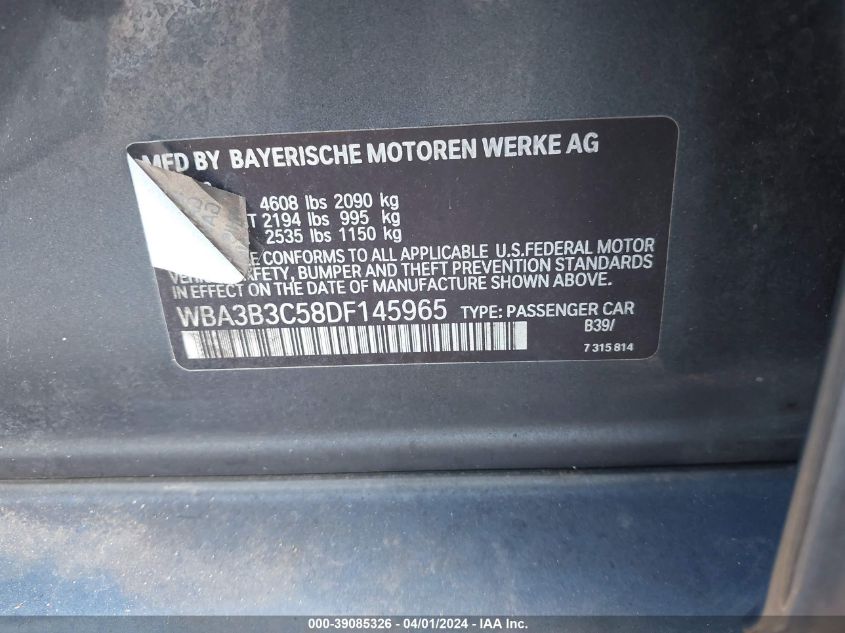 MFD BY BAYERISCHE MOTOREN WERKE AG
4608 lbs 2090 kg
T 2194 lbs 995 kg
2535 lbs 1150 kg
E CONFORMS TO ALL APPLICABLE U.S.FEDERAL MOTOR
SAFETY, BUMPER AND THEFT PREVENTION STANDARDS
IN EFFECT ON THE DATE OF MANUFACTURE SHOWN ABOVE.
WBA3B3C58DF145965 TYPE: PASSENGER CAR
B39/
7 315 814
000-39085326 - 04/01/2024 - IAA Inc.